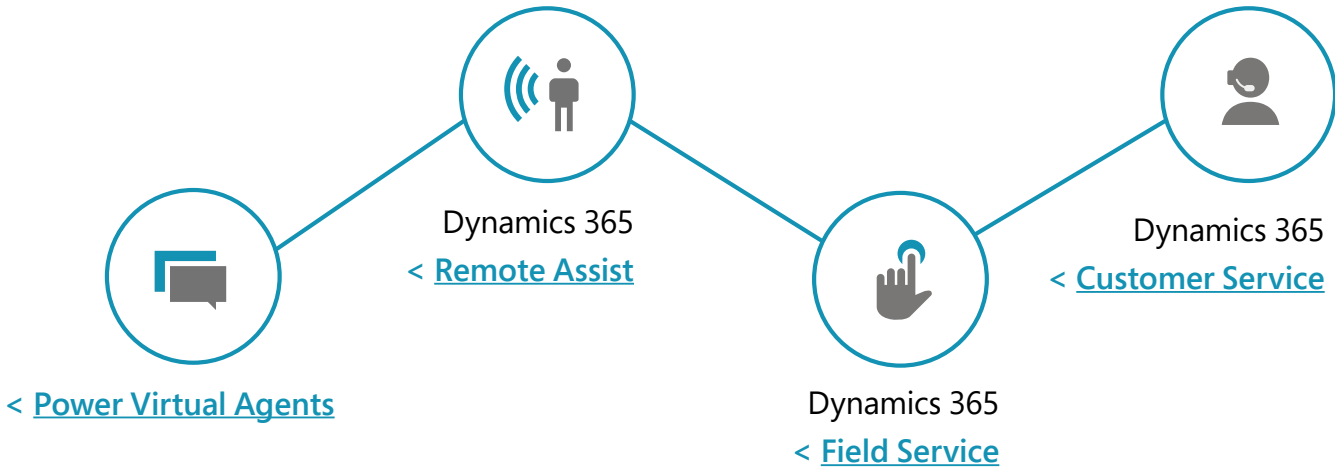 Dynamics 365
< Remote Assist
Dynamics 365
< Customer Service
< Power Virtual Agents
Dynamics 365
< Field Service